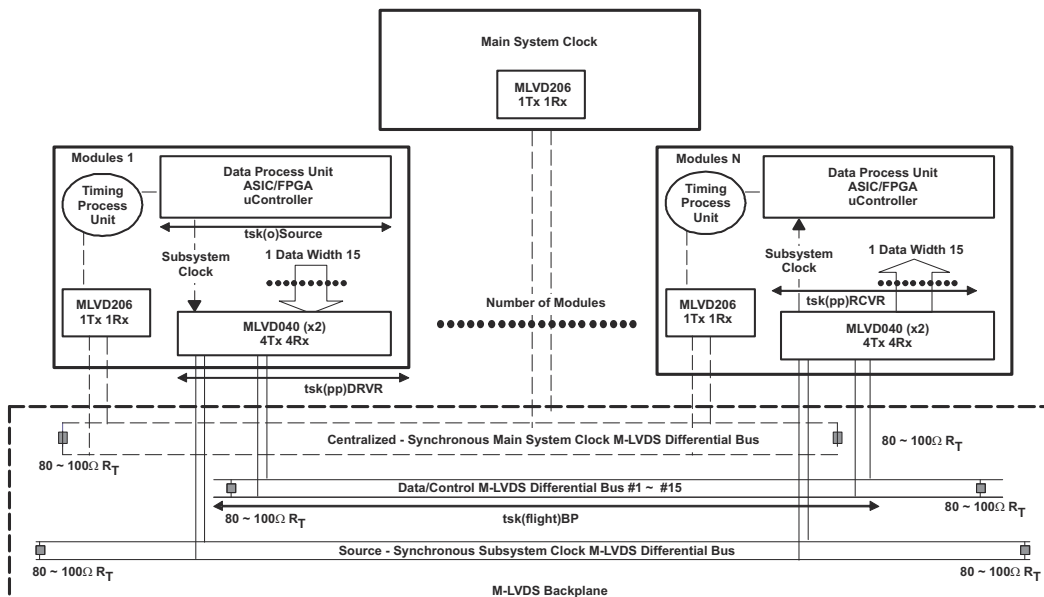 Main System Clock
MLVD206
1Tx 1Rx
Modules 1
Data Process Unit
ASIC/FPGA
uController
Timing
Process
Unit
tsk(o)Source
Subsystem
Clock
1 Data Width 15
MLVD206
1Tx 1Rx
MLVD040 (x2)
4Tx 4Rx
tsk(pp)DRVR
Number of Modules
Modules N
Data Process Unit
ASIC/FPGA
uController
Timing
Process
Unit
Subsystem
Clock
1 Data Width 15
tsk(pp)RCVR
MLVD206
1Tx 1Rx
MLVD040 (x2)
4Tx 4Rx
Centralized - Synchronous Main System Clock M-LVDS Differential Bus
80 ~ 100Ω RT
80 ~ 100Ω RT
Data/Control M-LVDS Differential Bus #1 ~ #15
80 ~ 100Ω RT
tsk(flight)BP
Source - Synchronous Subsystem Clock M-LVDS Differential Bus
80 ~ 100Ω RT
80 ~ 100Ω RT
M-LVDS Backplane